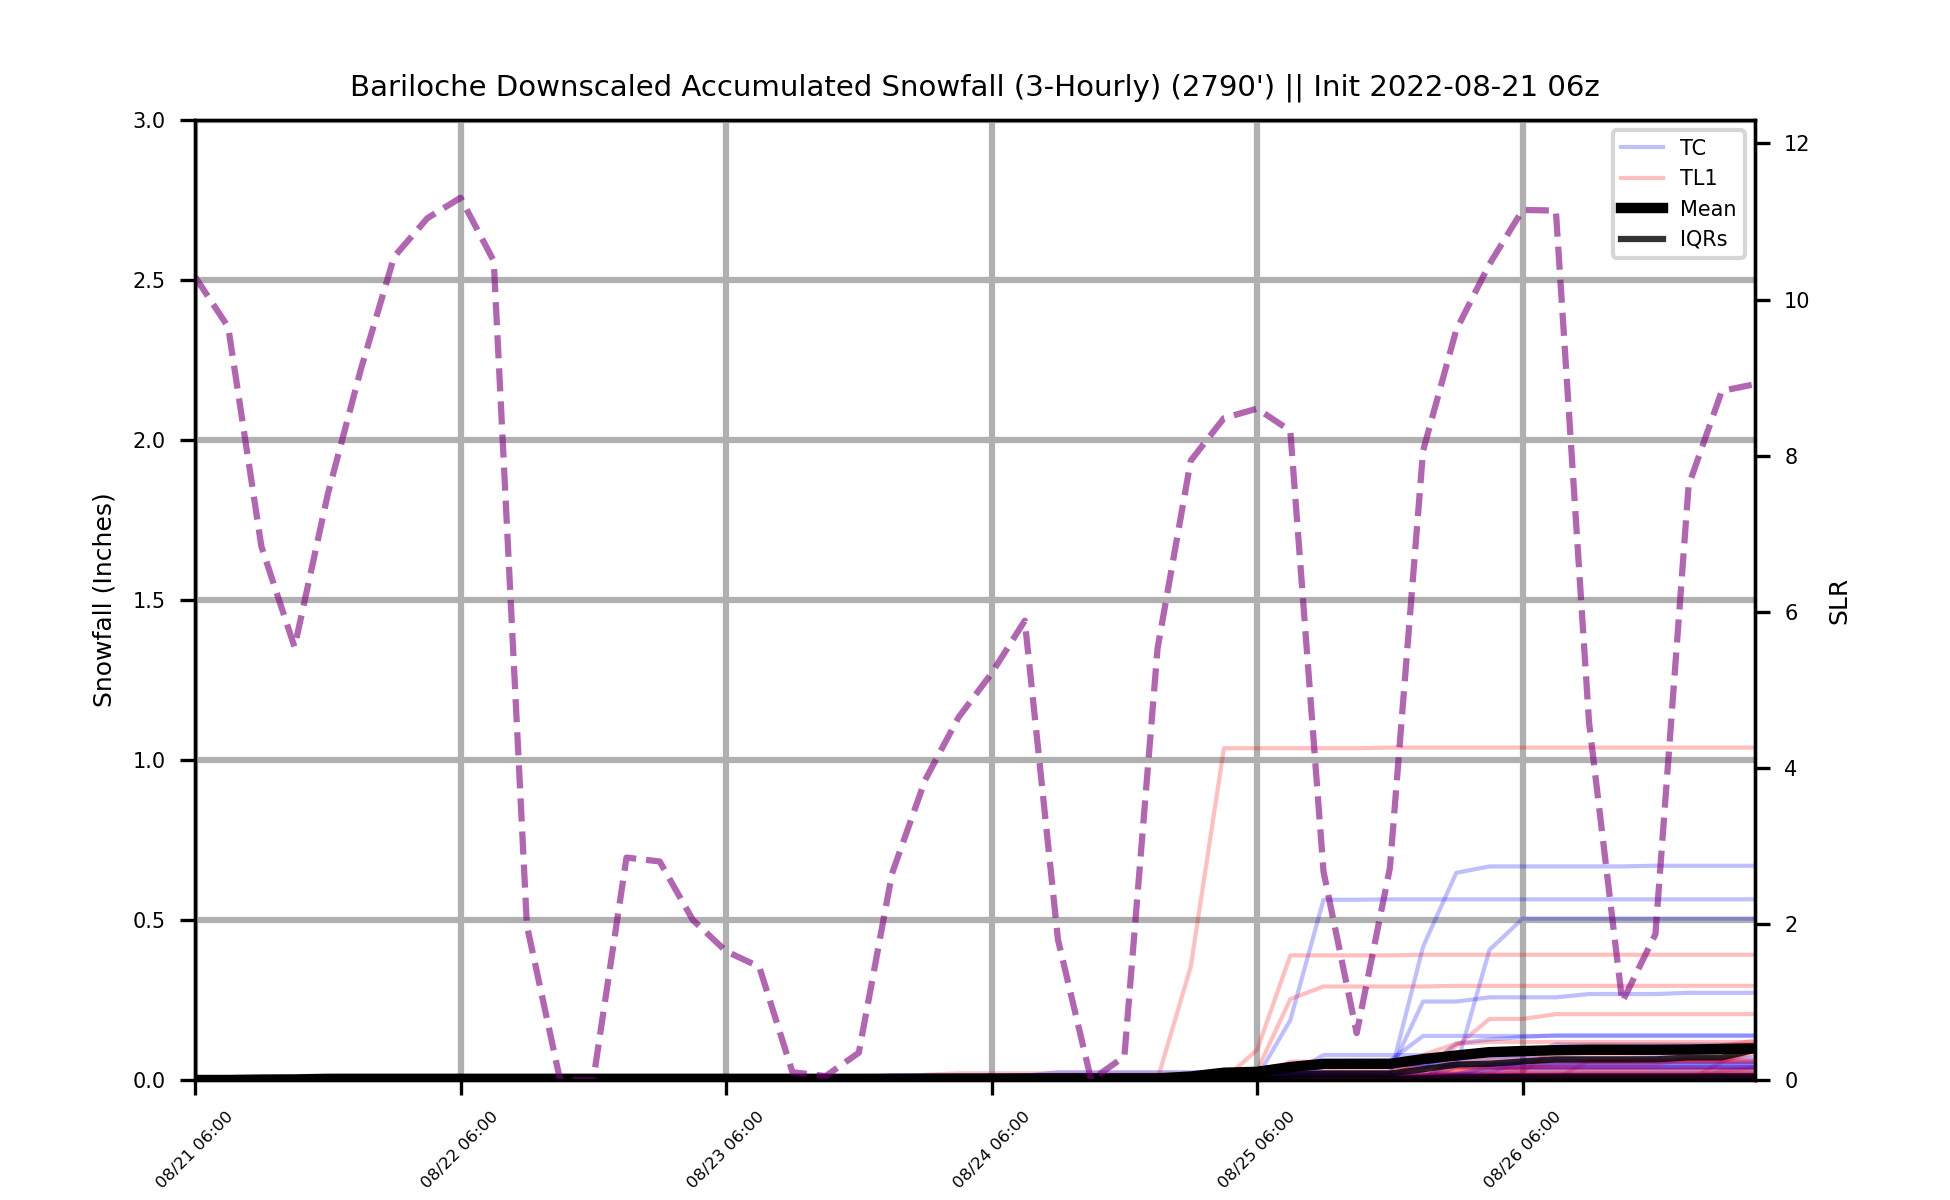 Bariloche Downscaled Accumulated Snowfall (3-Hourly) (2790') || Init 2022-08-21 06z
TC
TL1
Mean
IQRs
3.0
2.5
2.0
1.5
1.0
0.5
0.0
Snowfall (Inches)
12
10
8
6
4
2
0
SLR
08/21 06:00
08/22 06:00
08/23 06:00
08/24 06:00
08/25 06:00
08/26 06:00